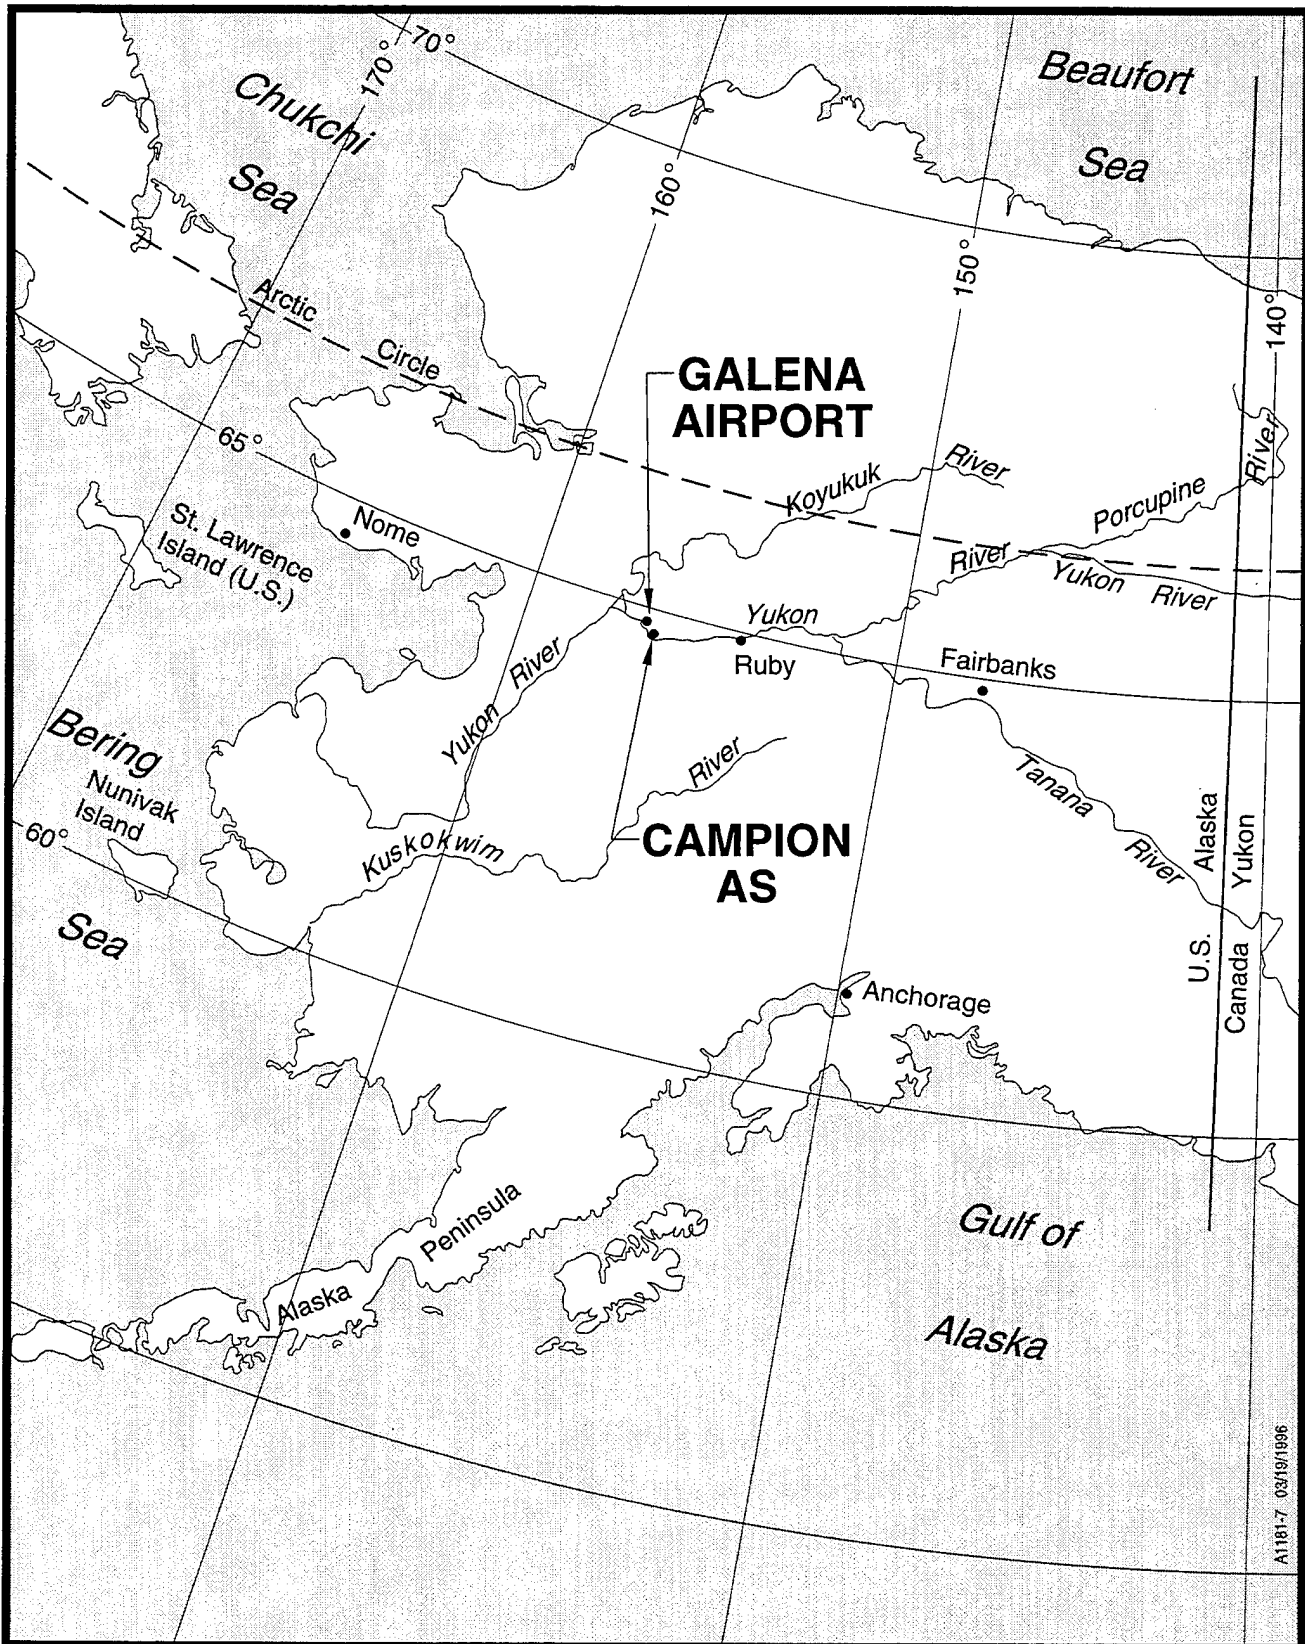 70°
170°
Chukchi
Sea
Beaufort
Sea
160°
150°
140°
Arctic
Circle
GALENA
AIRPORT
65°
Nome
St. Lawrence
Island (U.S.)
Koyukuk
River
Porcupine
River
River
Yukon
River
Yukon
Ruby
Fairbanks
Yukon
River
Bering
Nunivak
Island
60°
Sea
River
Kuskokwim
CAMPION
AS
Tanana
River
Alaska
Yukon
U.S.
Canada
Anchorage
Peninsula
Alaska
Gulf of
Alaska
A1181-7 03/19/1996